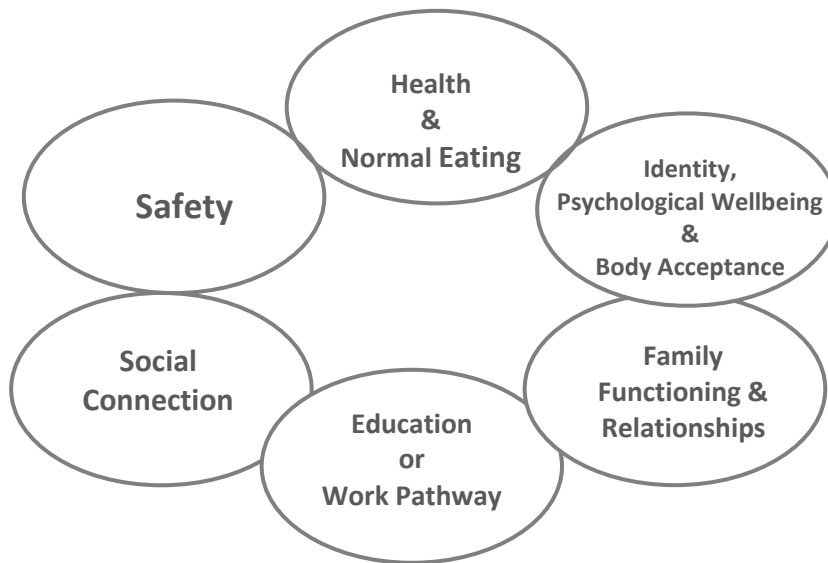 Health
&
Normal Eating
Identity,
Psychological Wellbeing
&
Body Acceptance
Safety
Social
Connection
Family
Functioning &
Relationships
Education
or
Work Pathway